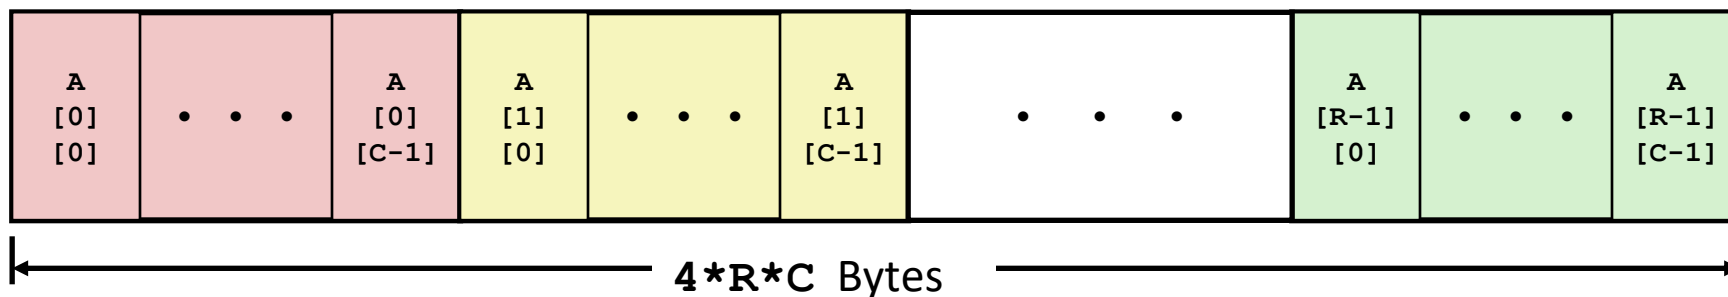 A
[0]
[0]
• • •
A
[0]
[C-1]
A
[1]
[0]
• • •
A
[1]
[C-1]
• • •
A
[R-1]
[0]
• • •
A
[R-1]
[C-1]
4*R*C Bytes